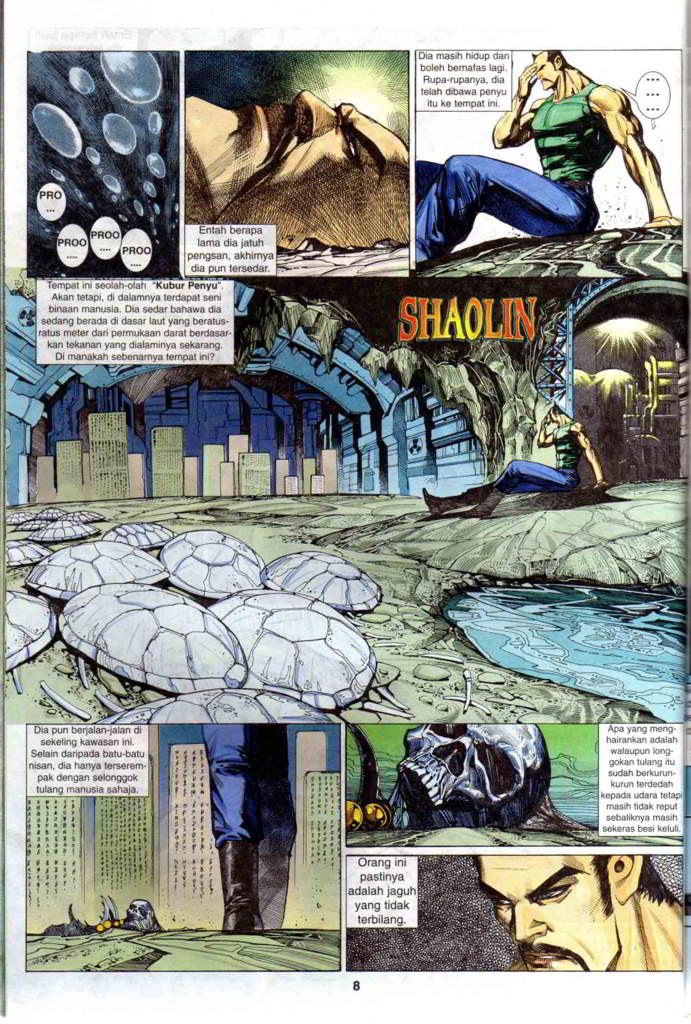 PRO
...
PROO
....
PROO
....
PROO
....
Entah berapa
lama dia jatuh
pengsan, akhirnya
dia pun tersedar.
Dia masih hidup dan
boleh bernafas lagi.
Rupa-rupanya, dia
telah dibawa penyu
itu ke tempat ini.
...
...
...
Tempat ini seolah-olah "Kubur Penyu".
Akan tetapi, di dalamnya terdapat seni
binaan manusia. Dia sedar bahawa dia
sedang berada di dasar laut yang beratus-
ratus meter dari permukaan darat berdasar-
kan tekanan yang dialaminya sekarang.
Di manakah sebenarnya tempat ini?
SHAOLIN
Dia pun berjalan-jalan di
sekeling kawasan ini.
Selain daripada batu-batu
nisan, dia hanya terserem-
pak dengan selonggok
tulang manusia sahaja.
Apa yang meng-
hairankan adalah
walaupun long-
gokan tulang itu
sudah berkurun-
kurun terdedah
kepada udara tetapi
masih tidak reput
sebaliknya masih
sekeras besi keluli.
Orang ini
pastinya
adalah jaguh
yang tidak
terbilang.
8